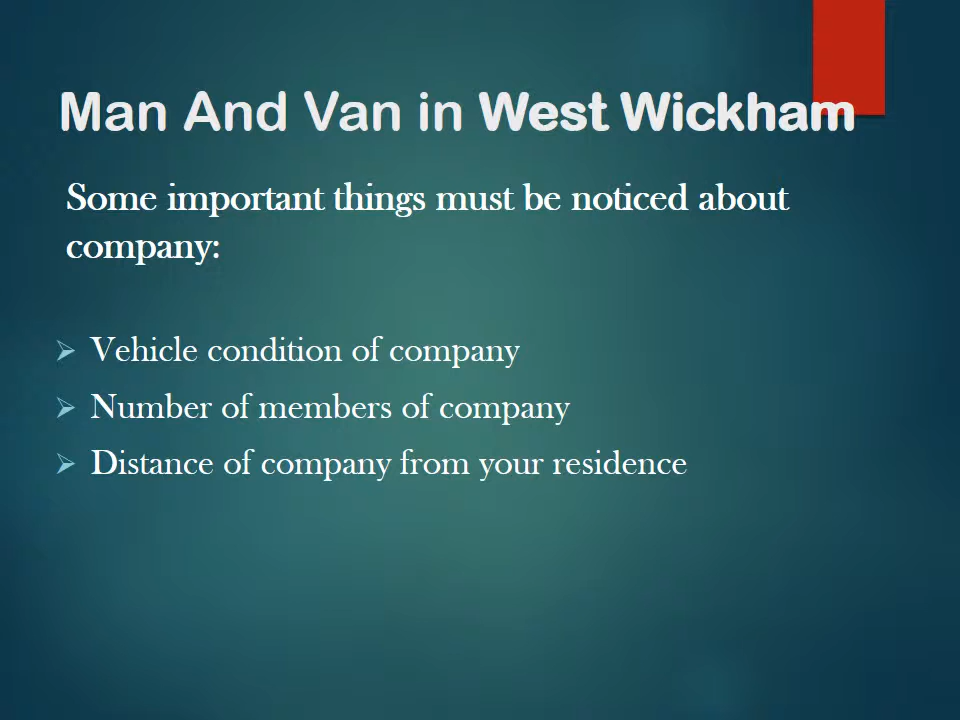 Man And Van in West Wickham
Some important things must be noticed about
company:
Vehicle condition of company
Number of members of company
Distance of company from your residence